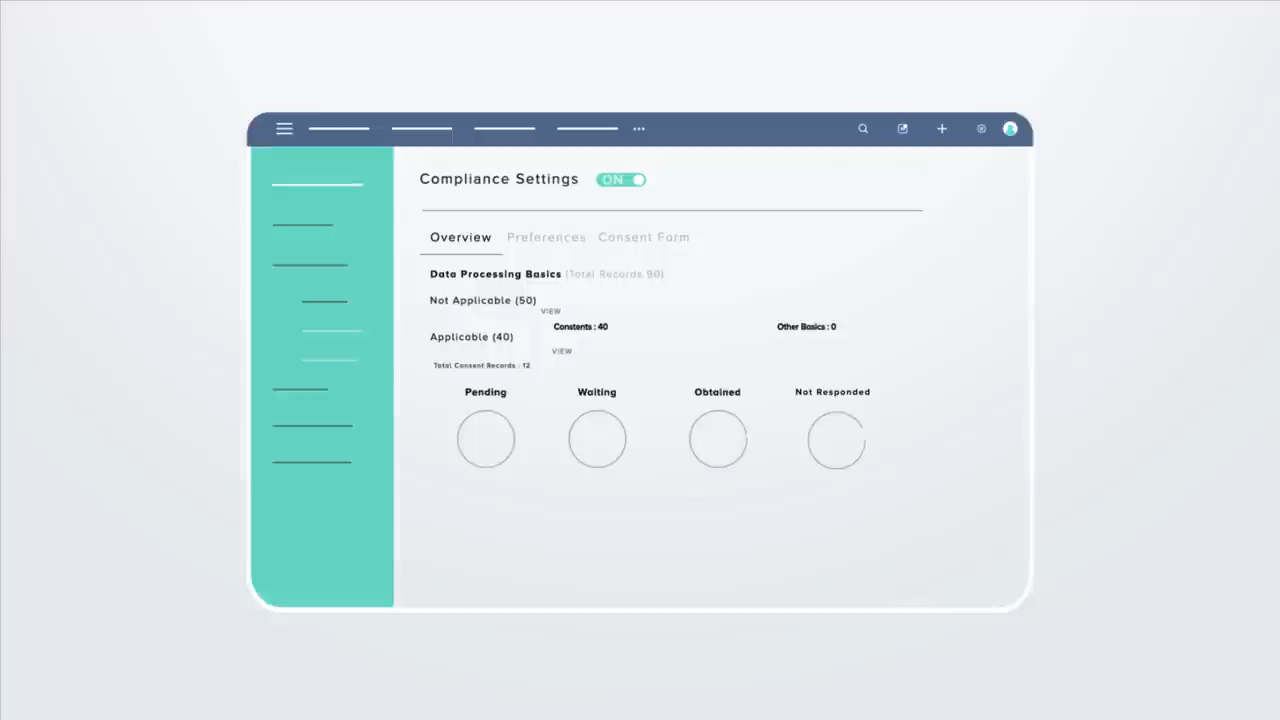 Compliance Settings ON
Overview Preferences Consent Form
Data Processing Basics (Total Records 90)
Not Applicable (50)
VIEW
Constents : 40 Other Basics : 0
Applicable (40)
VIEW
Total Consent Records : 12
Pending Waiting Obtained Not Responded